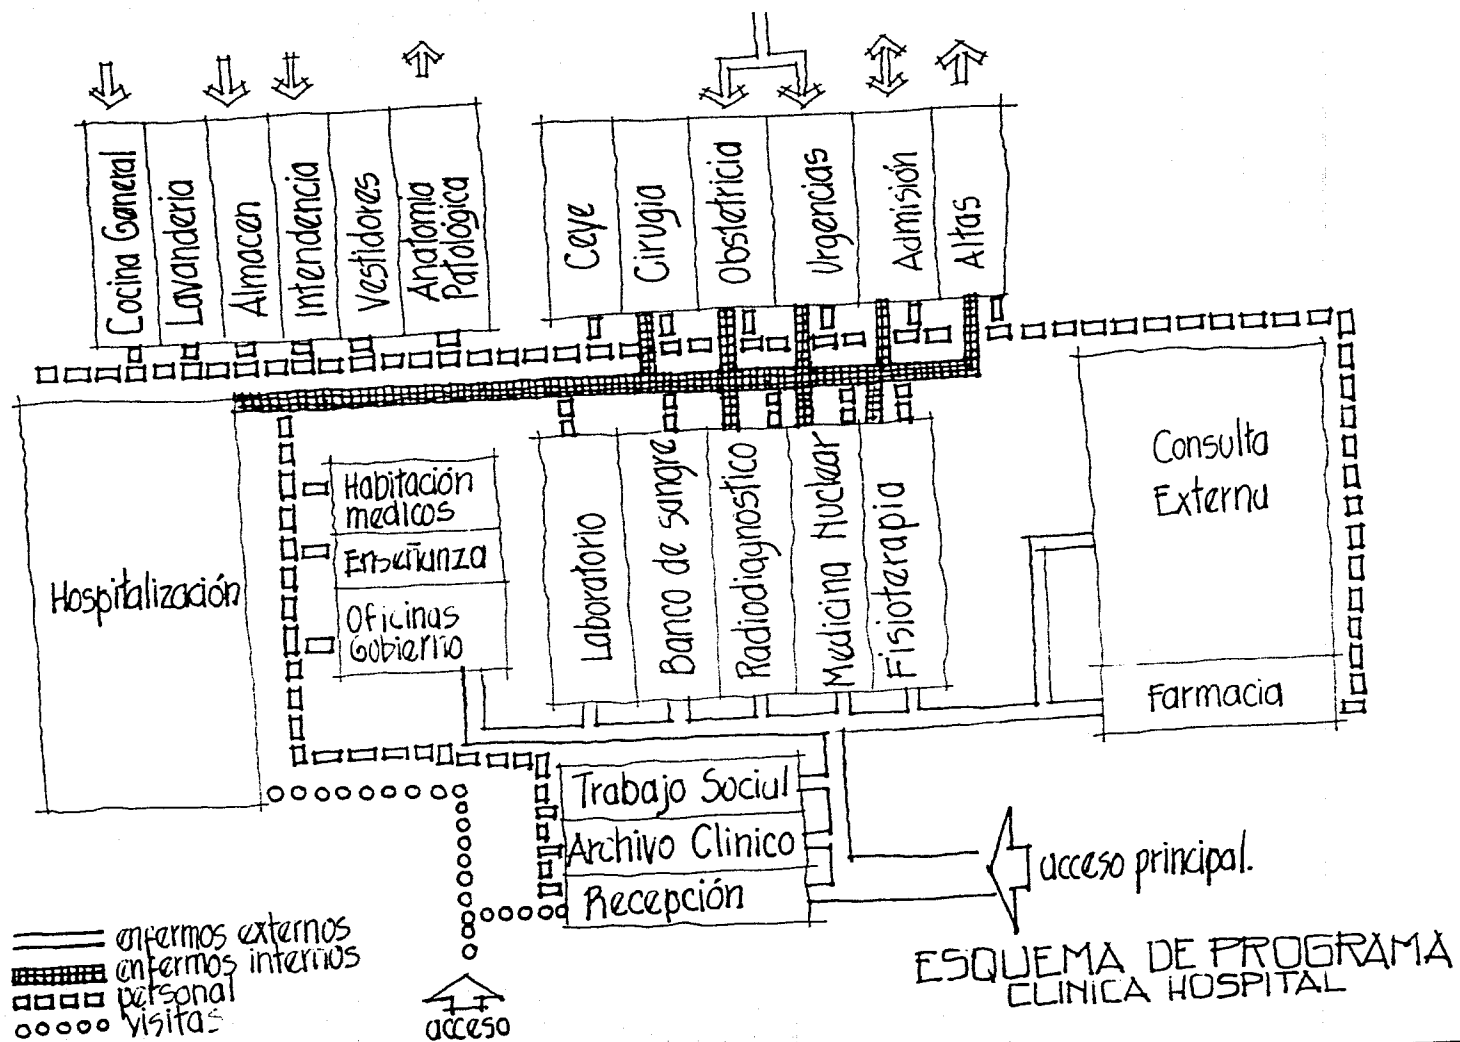 Cocina General
Lavanderia
Almacen
Intendencia
Vestidores
Anatomia
Patológica
Ceye
Cirugia
Obstetricia
Urgencias
Admisión
Altas
Hospitalización
Habitación
medicos
Enseñanza
Oficinas
Gobierno
Laboratorio
Banco de sangre
Radiodiagnostico
Medicina Nuclear
Fisioterapia
Consulta
Externa
Farmacia
Trabajo Social
Archivo Clinico
Recepción
acceso principal.
enfermos externos
enfermos internos
personal
visitas
acceso
ESQUEMA DE PROGRAMA
CLINICA HOSPITAL